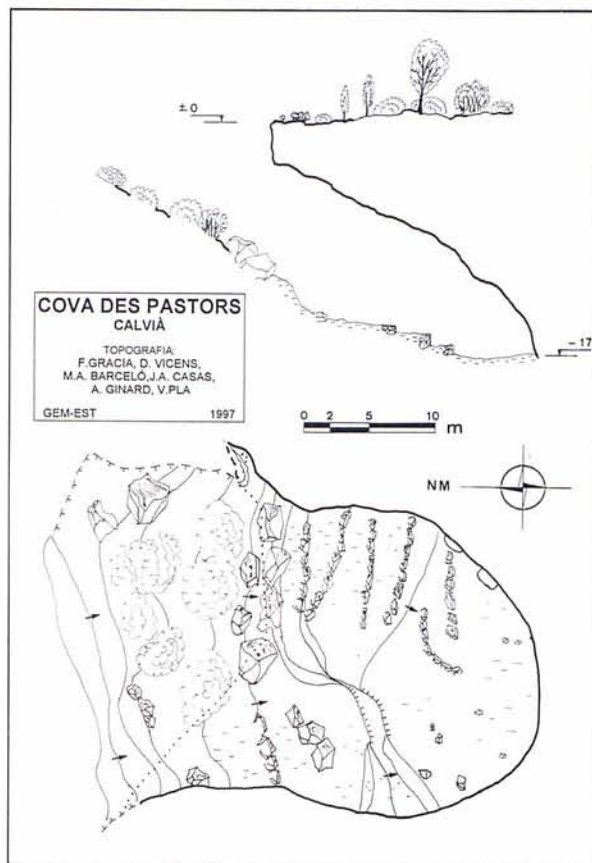 ± 0
COVA DES PASTORS
CALVIÀ
TOPOGRAFIA:
F.GRACIA, D. VICENS,
M.A. BARCELÓ,J.A. CASAS,
A. GINARD, V.PLA
GEM-EST 1997
- 17
0 2 5 10
m
NM